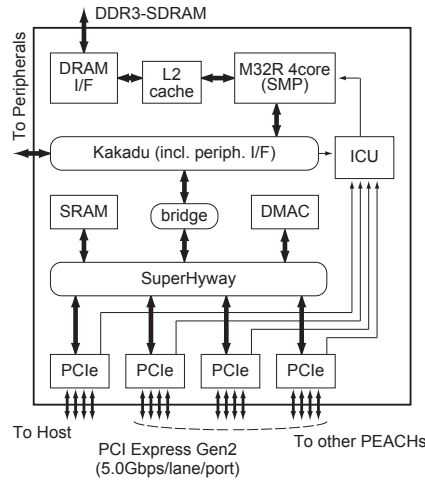 DDR3-SDRAM
To Peripherals
DRAM
I/F
L2
cache
M32R 4core
(SMP)
Kakadu (incl. periph. I/F)
ICU
SRAM
bridge
DMAC
SuperHyway
PCIe
PCIe
PCIe
PCIe
To Host
PCI Express Gen2
(5.0Gbps/lane/port)
To other PEACHs